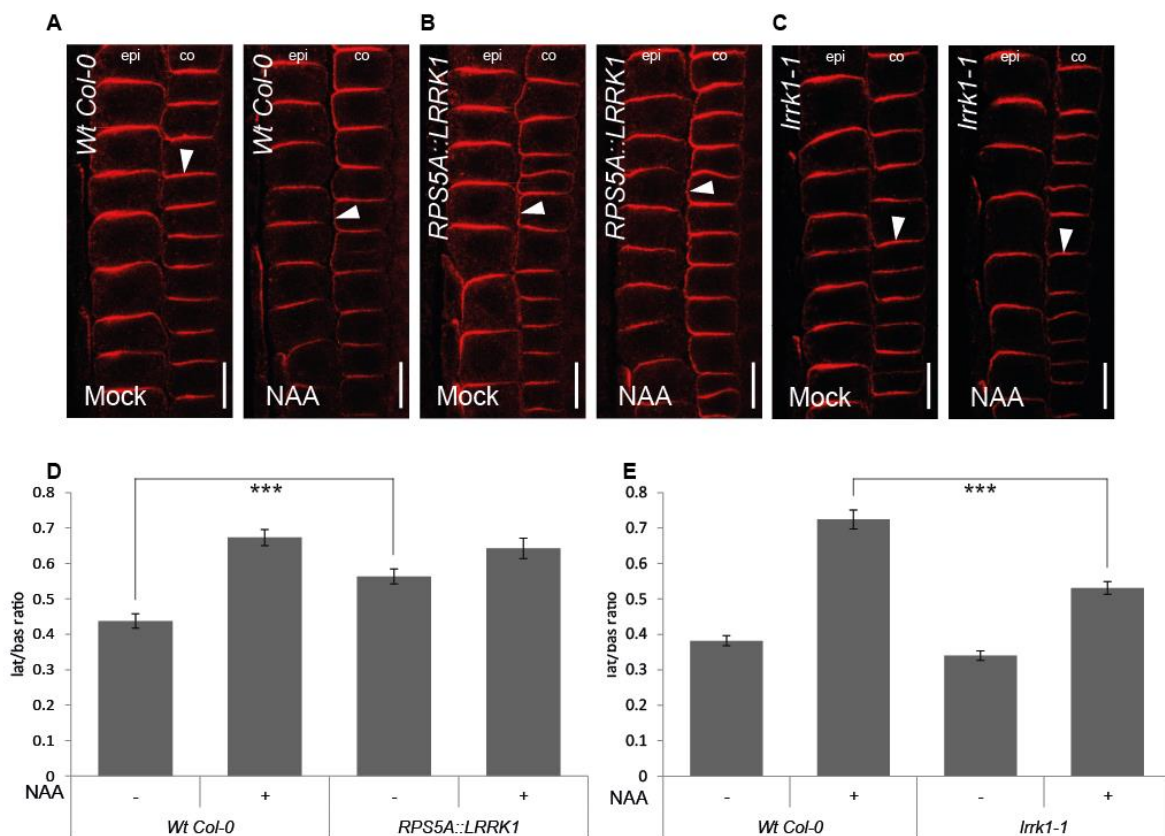 A
B
C
Wt Col-0
epi
co
Mock
Wt Col-0
epi
co
NAA
RPS5A::LRRK1
epi
co
Mock
RPS5A::LRRK1
epi
co
NAA
lrrk1-1
epi
co
Mock
lrrk1-1
epi
co
NAA
D
***
lat/bas ratio
0.8
0.7
0.6
0.5
0.4
0.3
0.2
0.1
0
NAA - + - +
Wt Col-0 RPS5A::LRRK1
E
***
lat/bas ratio
0.8
0.7
0.6
0.5
0.4
0.3
0.2
0.1
0
NAA - + - +
Wt Col-0 lrrk1-1